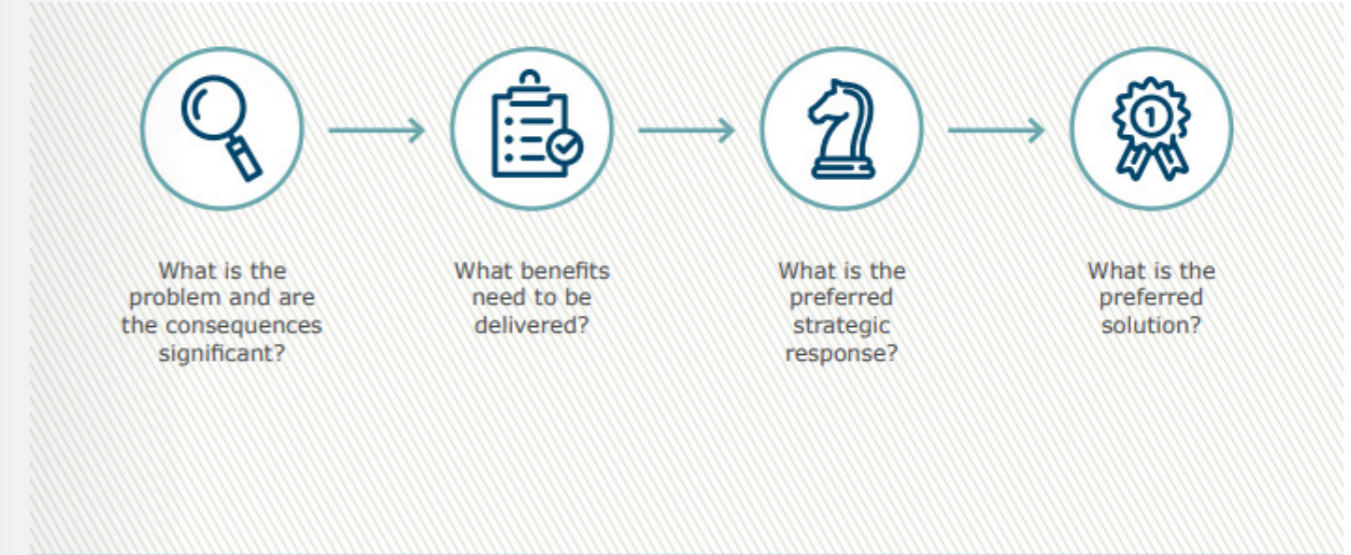 1
What is the
problem and are
the consequences
significant?
What benefits
need to be
delivered?
What is the
preferred
strategic
response?
What is the
preferred
solution?